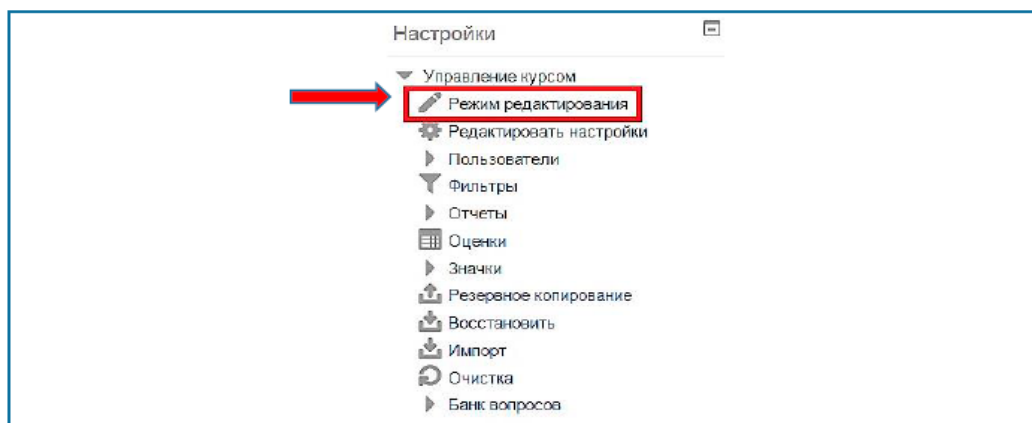 Настройки
Управление курсом
Режим редактирования
Редактировать настройки
Пользователи
Фильтры
Отчеты
Оценки
Значки
Резервное копирование
Восстановить
Импорт
Очистка
Банк вопросов